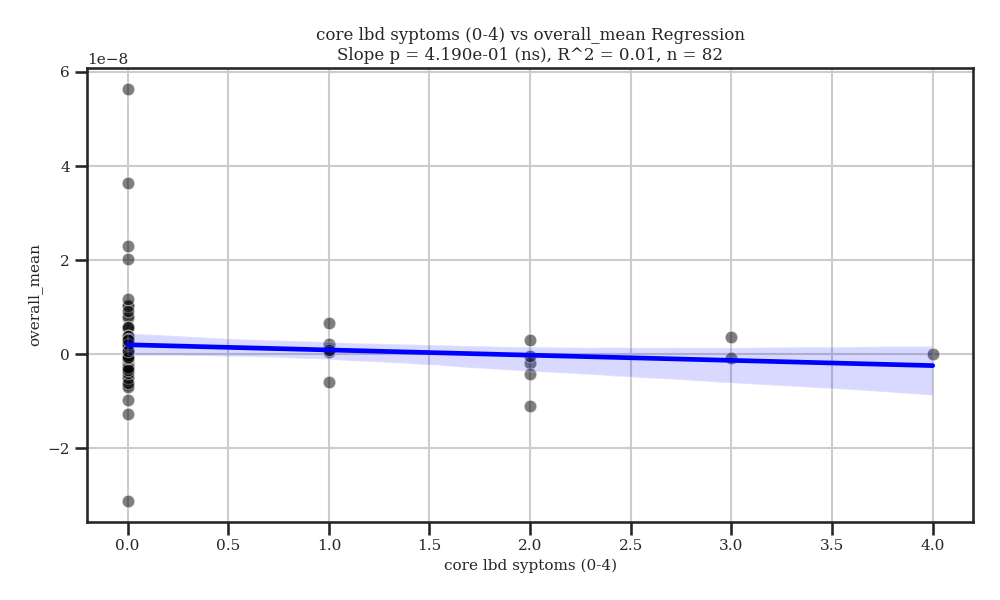 core lbd syptoms (0-4) vs overall_mean Regression
Slope p = 4.190e-01 (ns), R^2 = 0.01, n = 82
1e−8
6
4
2
0
−2
overall_mean
0.0 0.5 1.0 1.5 2.0 2.5 3.0 3.5 4.0
core lbd syptoms (0-4)